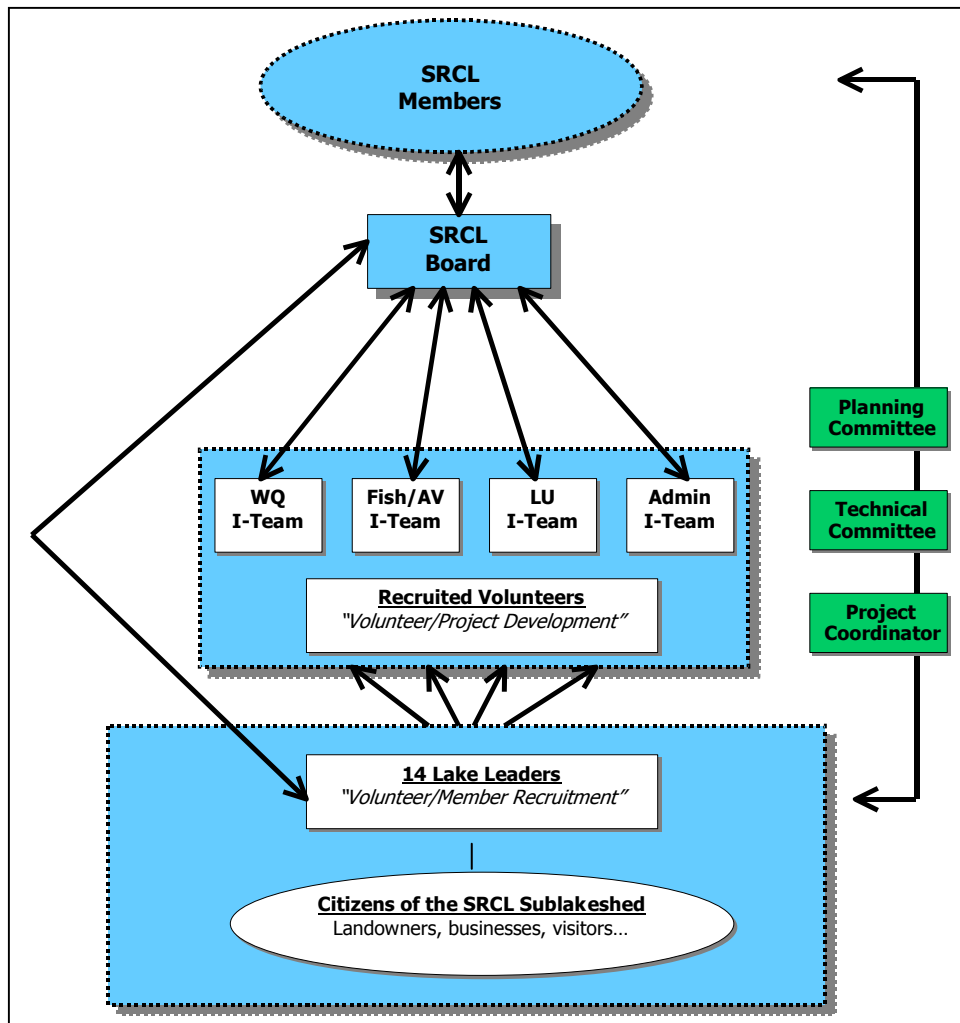 SRCL
Members
SRCL
Board
Planning
Committee
WQ
I-Team
Fish/AV
I-Team
LU
I-Team
Admin
I-Team
Technical
Committee
Recruited Volunteers
“Volunteer/Project Development”
Project
Coordinator
14 Lake Leaders
“Volunteer/Member Recruitment”
Citizens of the SRCL Sublakeshed
Landowners, businesses, visitors…